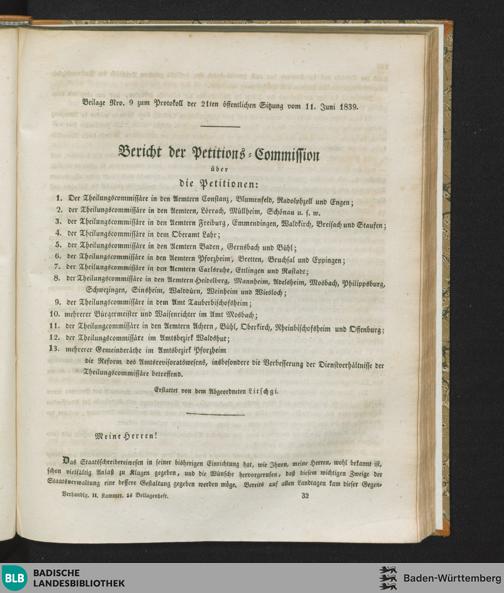 Beilage Nro. 9 zum Protokoll der 21ten öffentlichen Sitzung vom 11. Juni 1839.
Bericht der Petitions-Commission
über
die Petitionen:
1. Der Theilungscommissäre in den Aemtern Constanz, Blumenfeld, Radolphzell und Engen;
2. der Theilungscommissäre in den Aemtern, Lörrach, Müllheim, Schönau u. s. w.
3. der Theilungscommissäre in den Aemtern Freiburg, Emmendingen, Waldkirch, Breisach und Staufen;
4. der Theilungscommissäre in dem Oberamt Lahr;
5. der Theilungscommissäre in den Aemtern Baden, Gernsbach und Bühl;
6. der Theilungscommissäre in den Aemtern Pforzheim, Bretten, Bruchsal und Eppingen;
7. der Theilungscommissäre in den Aemtern Carlsruhe, Ettlingen und Rastadt;
8. der Theilungscommissäre in den Aemtern Heidelberg, Mannheim, Adelsheim, Mosbach, Philippsburg,
Schwezingen, Sinsheim, Walldürn, Weinheim und Wiesloch;
9. der Theilungscommissäre in dem Amt Tauberbischofsheim;
10. mehrerer Bürgermeister und Waisenrichter im Amt Mosbach;
11. der Theilungcommissäre in den Aemtern Achern, Bühl, Oberkirch, Rheinbischofsheim und Offenburg;
12. der Theilungscommissäre im Amtsbezirk Waldshut;
13. mehrerer Gemeinderäthe im Amtsbezirk Pforzheim
die Reform des Amtsrevisoratswesens, insbesondere die Verbesserung der Dienstverhältnisse der
Theilungscommissäre betreffend.
Erstattet von dem Abgeordneten Litschgi.
Meine Herren!
Das Staatsschreibereiwesen in seiner bisherigen Einrichtung hat, wie Ihnen, meine Herren, wohl bekannt ist,
schon vielfältig Anlaß zu Klagen gegeben, und die Wünsche hervorgerufen, daß diesem wichtigen Zweige der
Staatsverwaltung eine bessere Gestaltung gegeben werden möge. Bereits auf allen Landtagen kam dieser Gegen-
Verhandlg. II. Kammer. 26 Beilagenheft. 32
BLB BADISCHE
LANDESBIBLIOTHEK
Baden-Württemberg